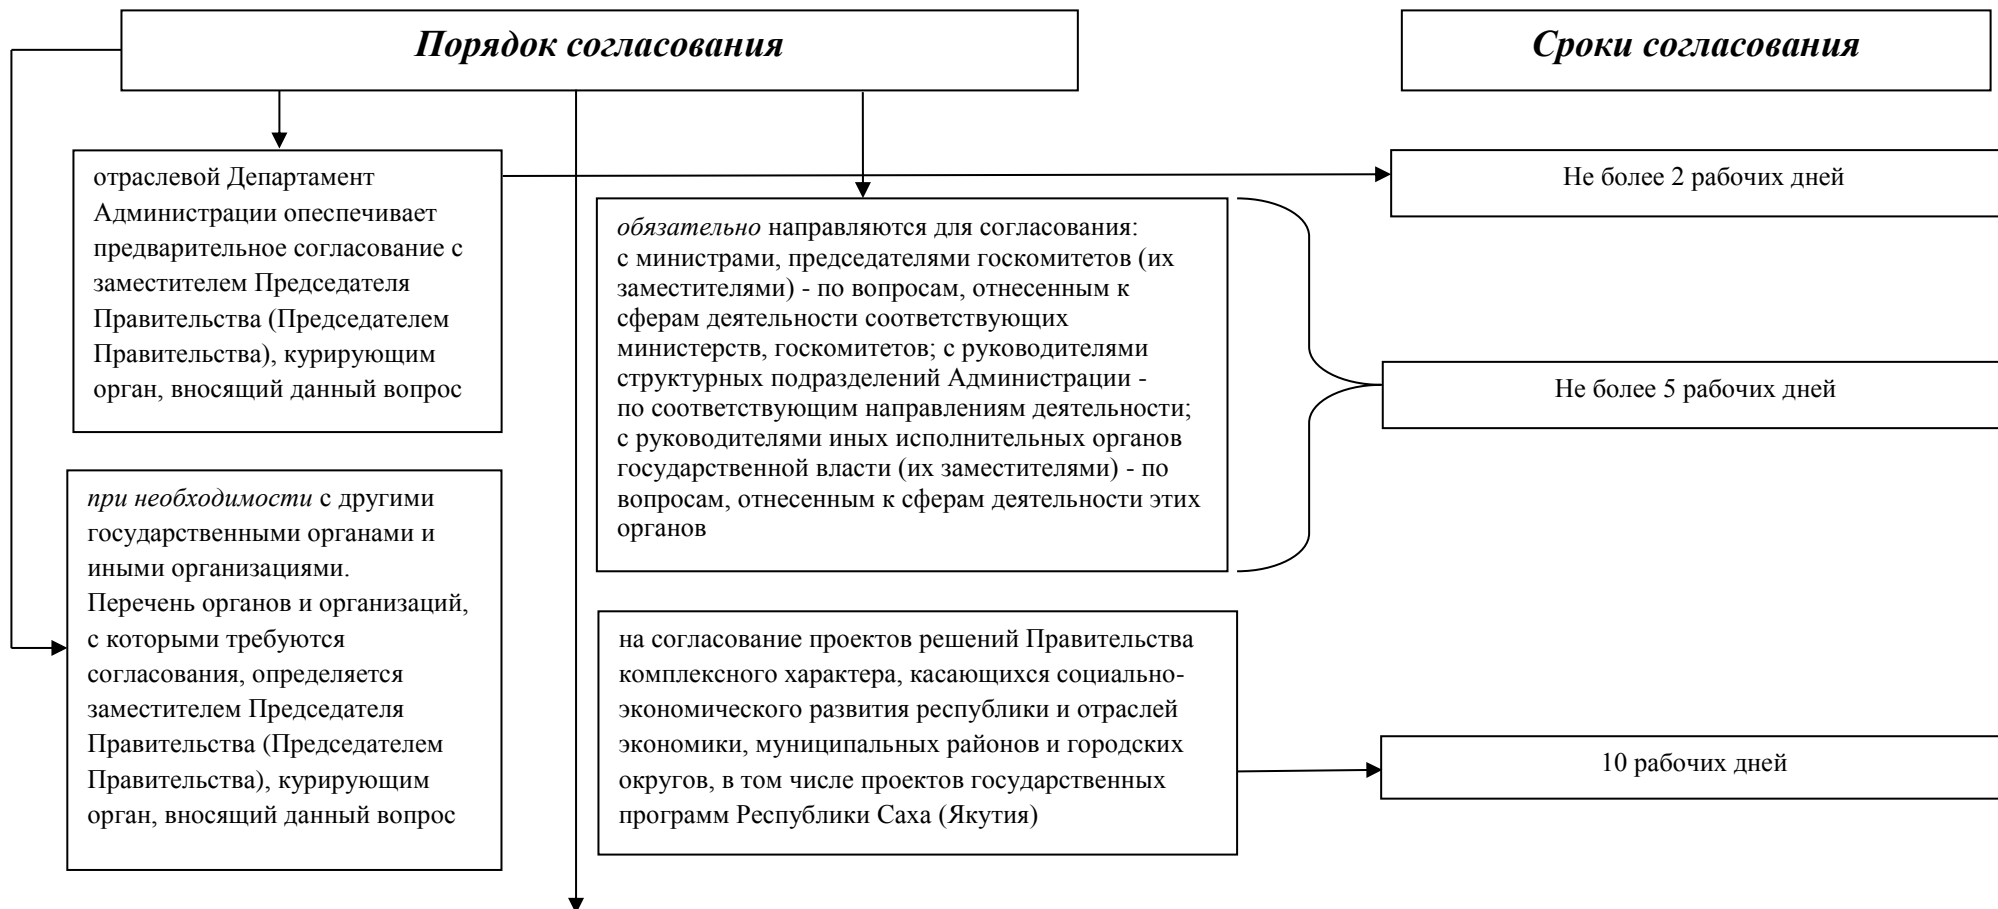 Порядок согласования
Сроки согласования
отраслевой Департамент
Администрации опеспечивает
предварительное согласование с
заместителем Председателя
Правительства (Председателем
Правительства), курирующим
орган, вносящий данный вопрос
Не более 2 рабочих дней
обязательно направляются для согласования:
с министрами, председателями госкомитетов (их
заместителями) - по вопросам, отнесенным к
сферам деятельности соответствующих
министерств, госкомитетов; с руководителями
структурных подразделений Администрации -
по соответствующим направлениям деятельности;
с руководителями иных исполнительных органов
государственной власти (их заместителями) - по
вопросам, отнесенным к сферам деятельности этих
органов
Не более 5 рабочих дней
при необходимости с другими
государственными органами и
иными организациями.
Перечень органов и организаций,
с которыми требуются
согласования, определяется
заместителем Председателя
Правительства (Председателем
Правительства), курирующим
орган, вносящий данный вопрос
на согласование проектов решений Правительства
комплексного характера, касающихся социально-
экономического развития республики и отраслей
экономики, муниципальных районов и городских
округов, в том числе проектов государственных
программ Республики Саха (Якутия)
10 рабочих дней